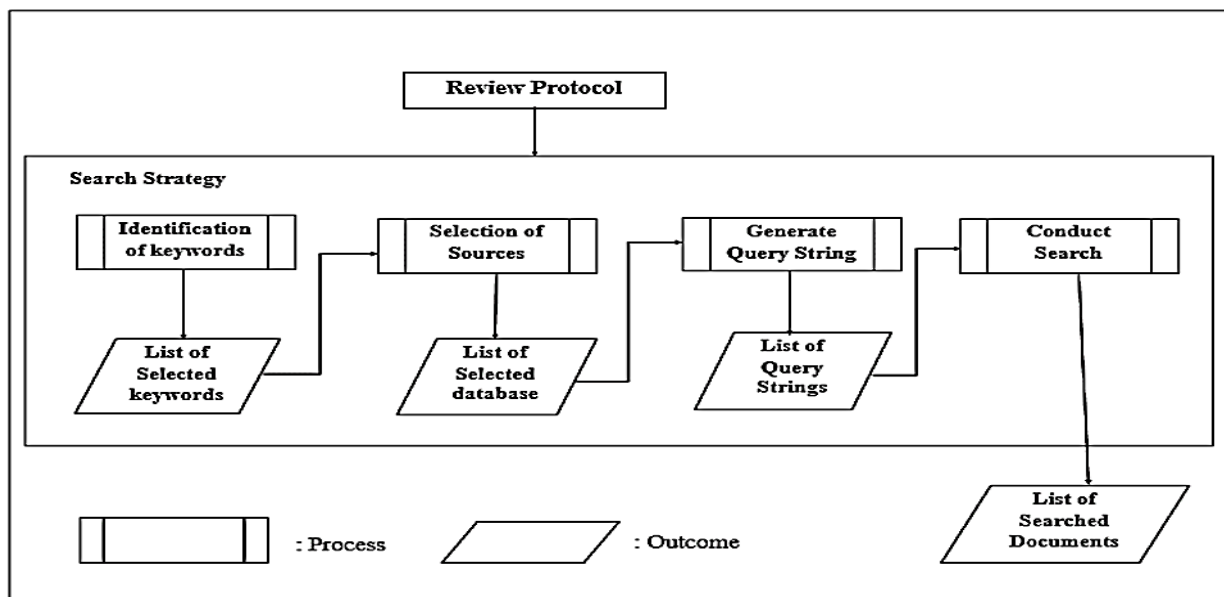 Review Protocol
Search Strategy
Identification
of keywords
Selection of
Sources
Generate
Query String
Conduct
Search
List of
Selected
keywords
List of
Selected
database
List of
Query
Strings
List of
Searched
Documents
: Process
: Outcome